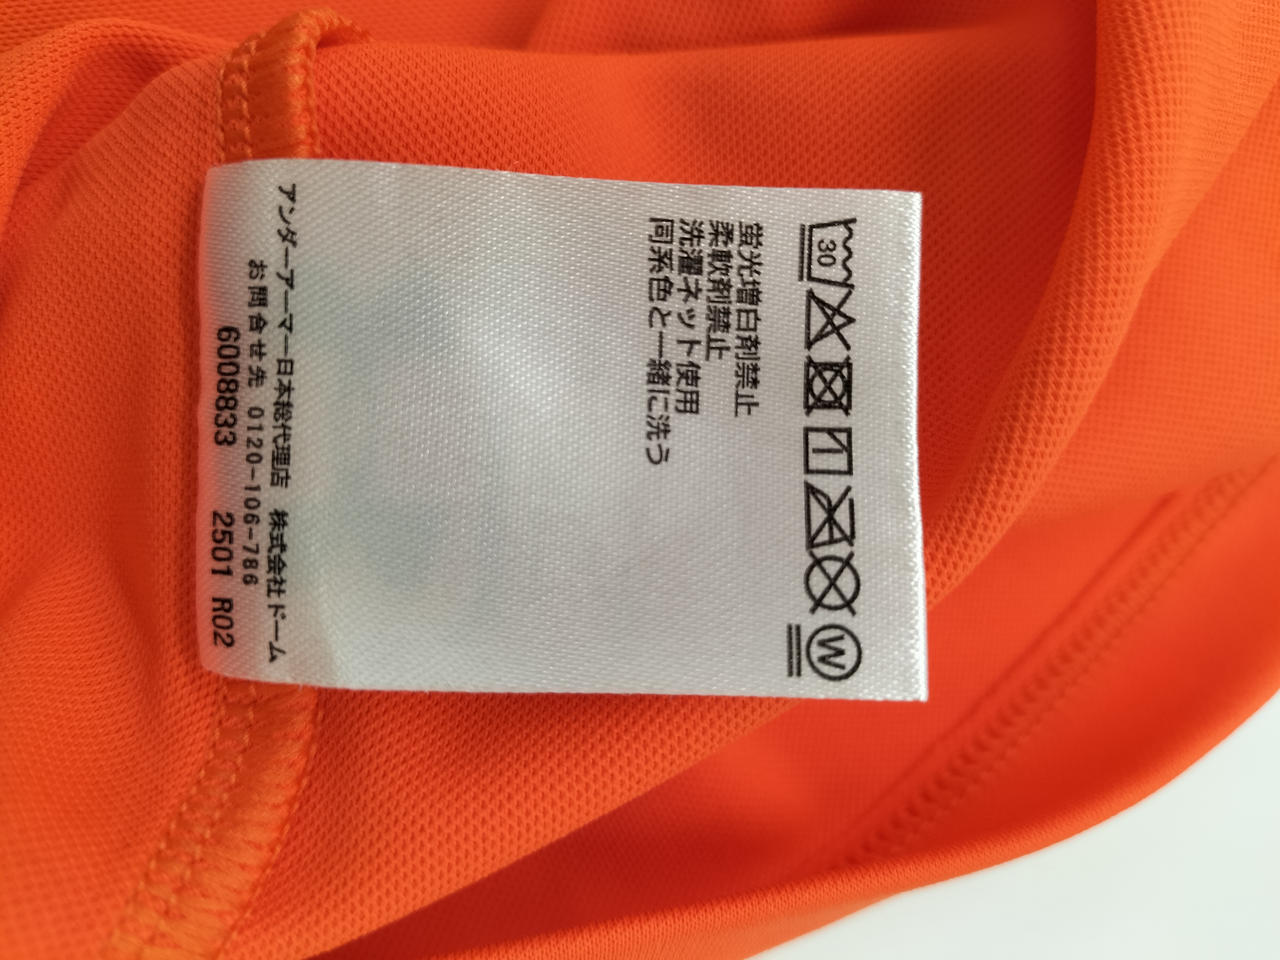 30
W
蛍光増白剤禁止
柔軟剤禁止
洗濯ネット使用
同系色と一緒に洗う
アンダーアーマー日本総代理店 株式会社ドーム
お問合せ先 0120-106-786
6008833 2501 R02